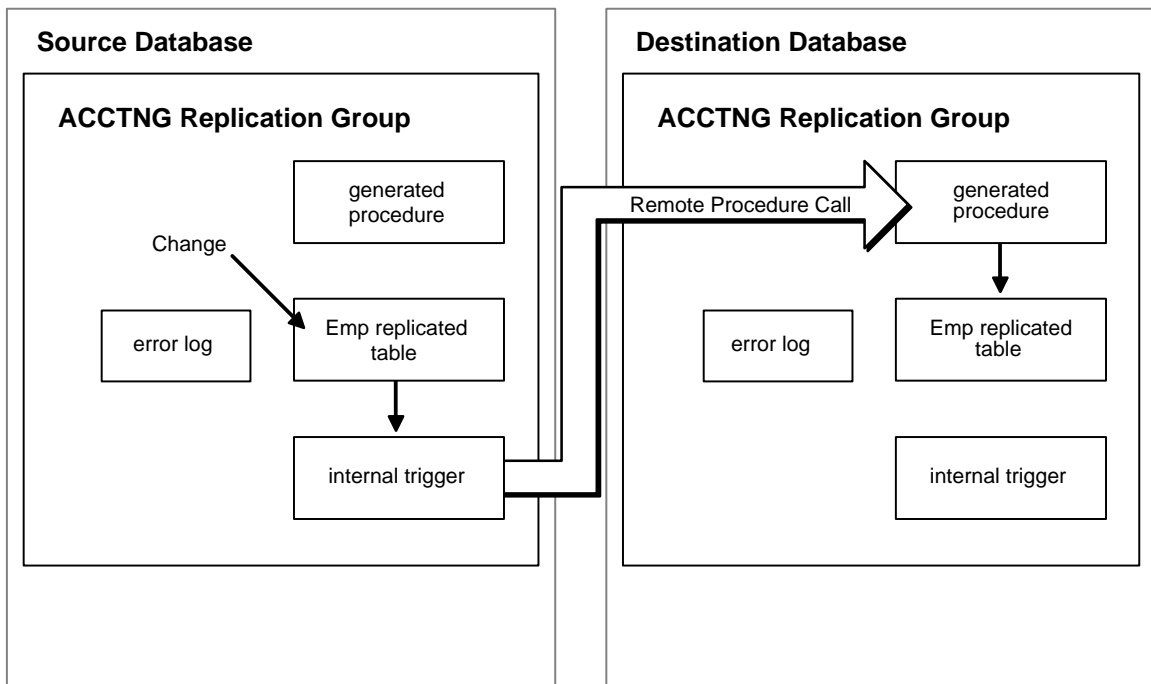 Source Database
ACCTNG Replication Group
generated
procedure
Change
Emp replicated
table
error log
internal trigger
Remote Procedure Call
Destination Database
ACCTNG Replication Group
generated
procedure
Emp replicated
table
error log
internal trigger